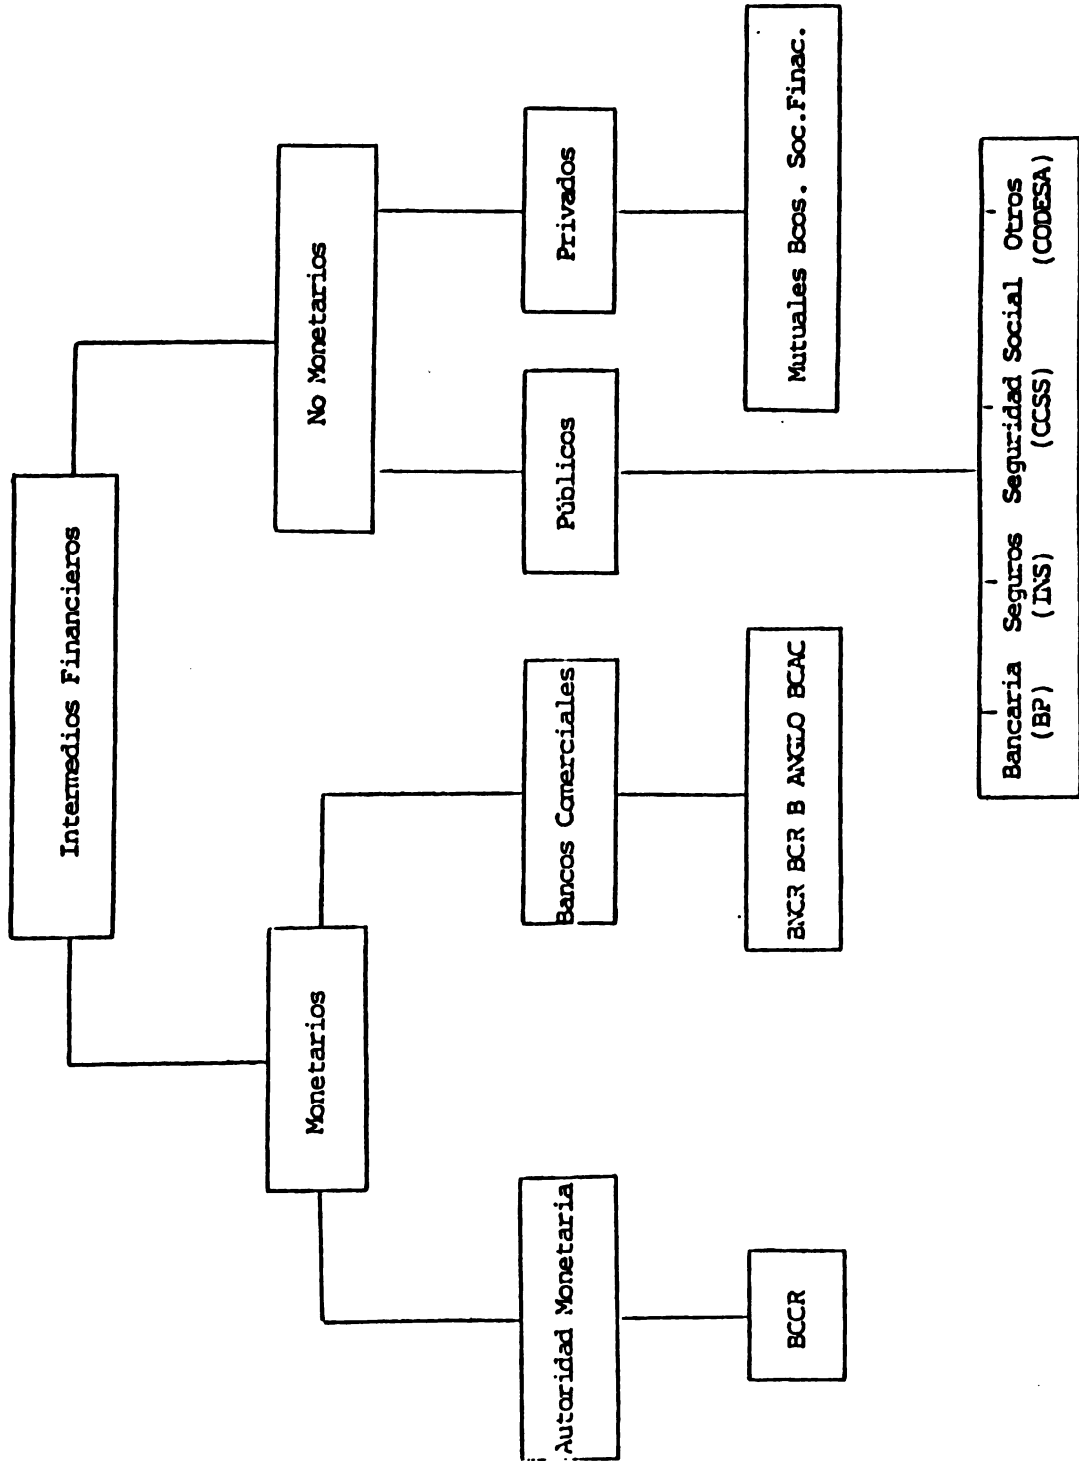 Intermedios Financieros
Monetarios
No Monetarios
Autoridad Monetaria
Bancos Comerciales
Públicos
Privados
BCCR
BNCR BCR B ANGLO BCAC
Mutuales Bcos. Soc.Finac.
Bancaria Seguros Seguridad Social Otros
(BP) (INS) (CCSS) (CODESA)